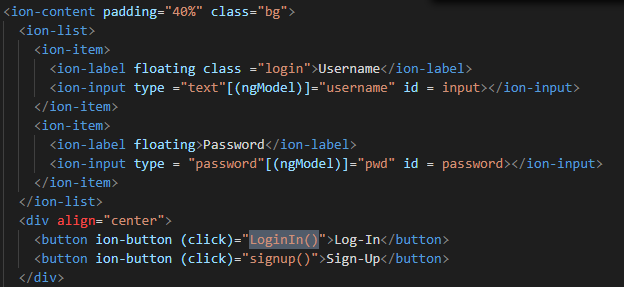 <ion-content padding="40%" class="bg">
<ion-list>
<ion-item>
<ion-label floating class ="login">Username</ion-label>
<ion-input type ="text"[(ngModel)]="username" id = input></ion-input>
</ion-item>
<ion-item>
<ion-label floating>Password</ion-label>
<ion-input type = "password"[(ngModel)]="pwd" id = password></ion-input>
</ion-item>
</ion-list>
<div align="center">
<button ion-button (click)="LoginIn()">Log-In</button>
<button ion-button (click)="signup()">Sign-Up</button>
</div>